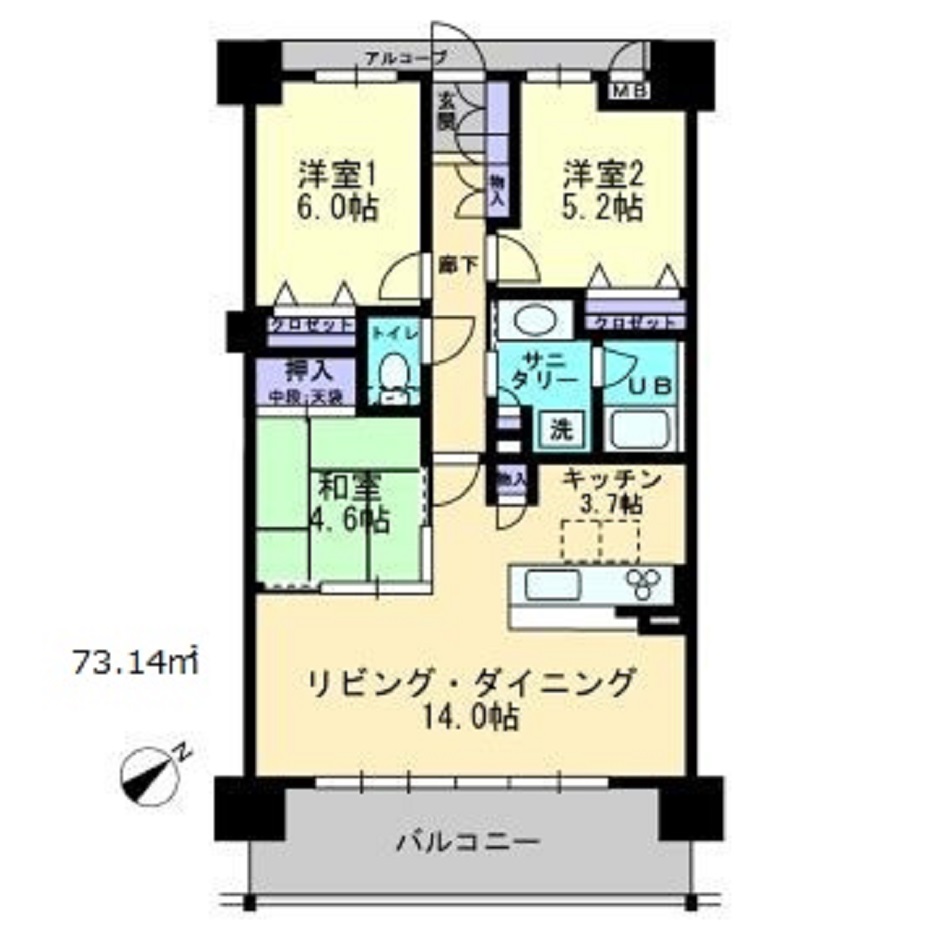 アルコーブ
MB
玄
関
洋室1
6.0帖
洋室2
5.2帖
物
入
廊下
クロゼット
トイレ
クロゼット
押入
中段;天袋
サニ
タリー
UB
洗
和室
4.6帖
物入
キッチン
3.7帖
73.14㎡
リビング・ダイニング
14.0帖
N
バルコニー